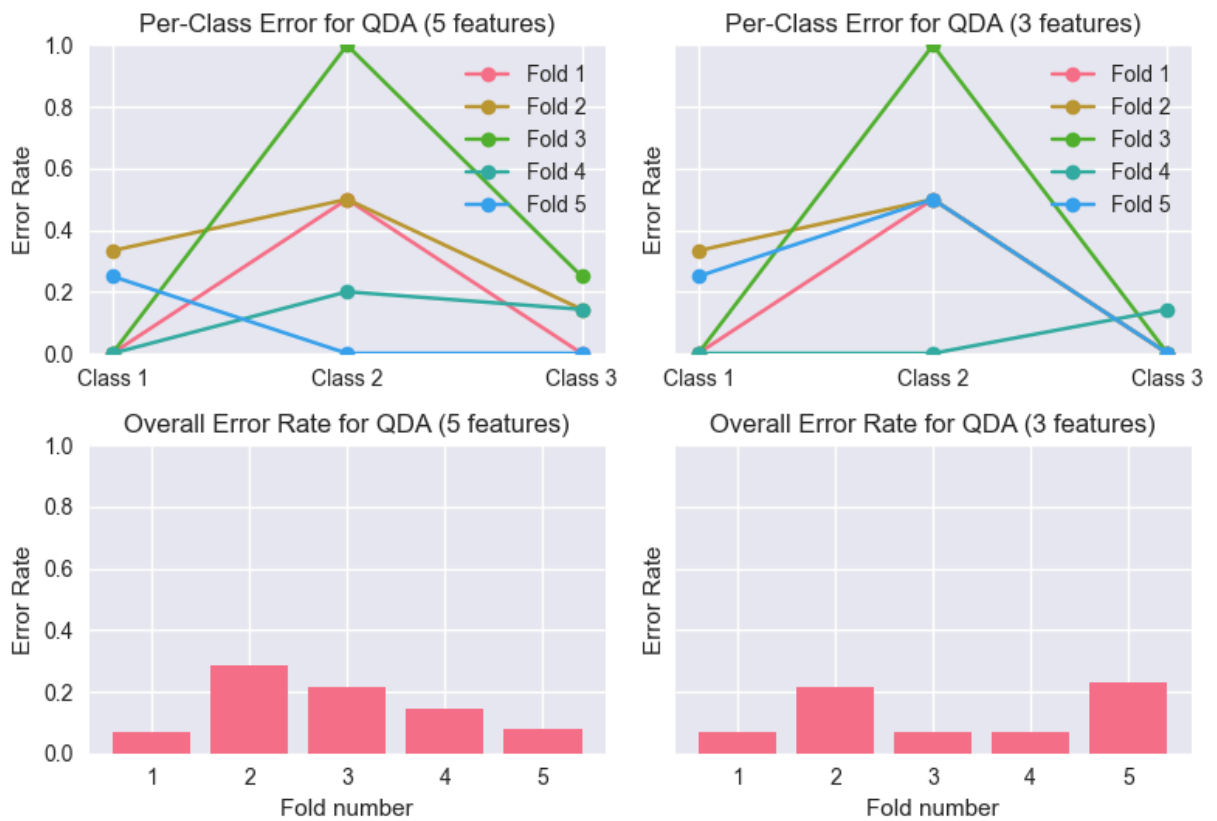 Per-Class Error for QDA (5 features)
1.0
0.8
0.6
0.4
0.2
0.0
Error Rate
Fold 1
Fold 2
Fold 3
Fold 4
Fold 5
Class 1
Class 2
Class 3
Per-Class Error for QDA (3 features)
Error Rate
Fold 1
Fold 2
Fold 3
Fold 4
Fold 5
Class 1
Class 2
Class 3
Overall Error Rate for QDA (5 features)
1.0
0.8
0.6
0.4
0.2
0.0
Error Rate
1
2
3
4
5
Fold number
Overall Error Rate for QDA (3 features)
Error Rate
1
2
3
4
5
Fold number